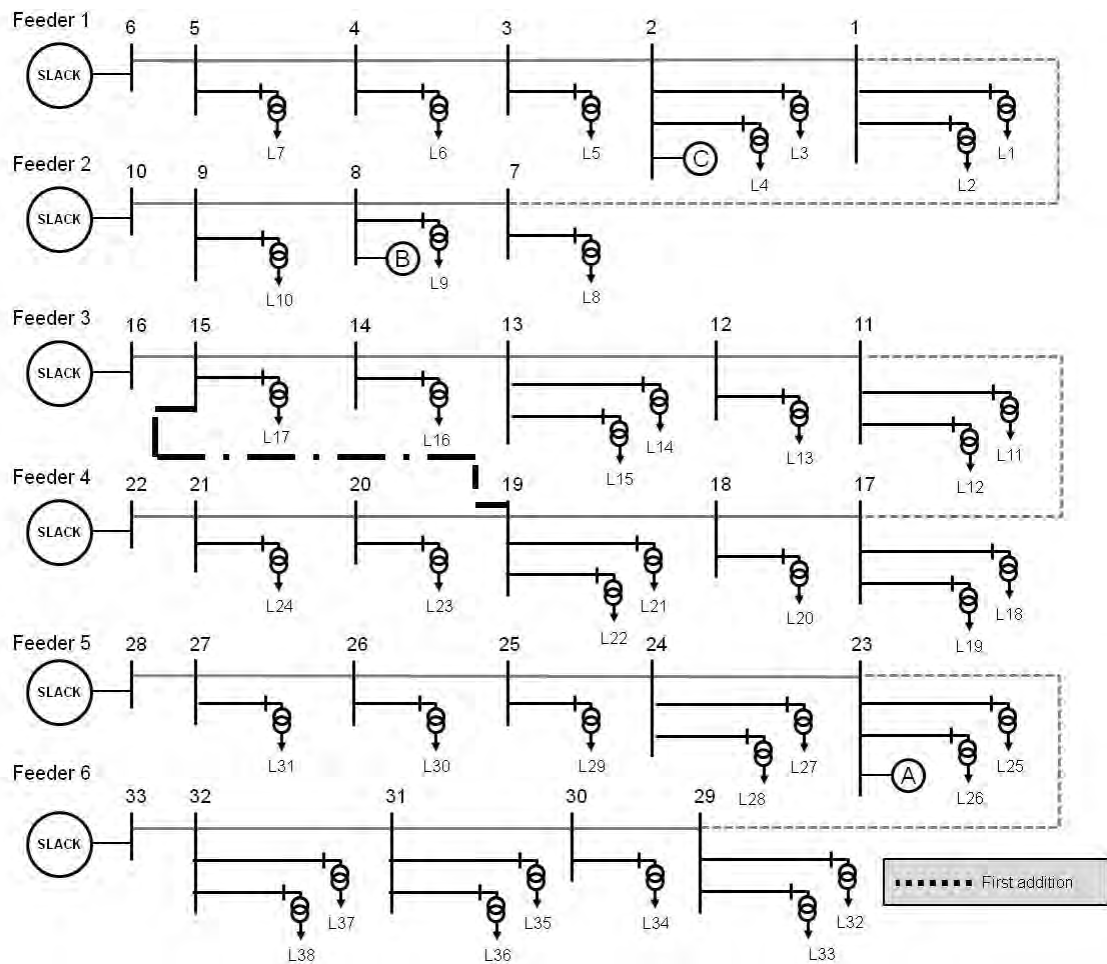 Feeder 1
6 5 4 3 2 1
SLACK
L7 L6 L5 L4 C L3 L2 L1
Feeder 2
10 9 8 7
SLACK
L10 B L9 L8
Feeder 3
16 15 14 13 12 11
SLACK
L17 L16 L15 L14 L13 L12 L11
Feeder 4
22 21 20 19 18 17
SLACK
L24 L23 L22 L21 L20 L19 L18
Feeder 5
28 27 26 25 24 23
SLACK
L31 L30 L29 L28 L27 A L26 L25
Feeder 6
33 32 31 30 29
SLACK
L38 L37 L36 L35 L34 L33 L32
First addition